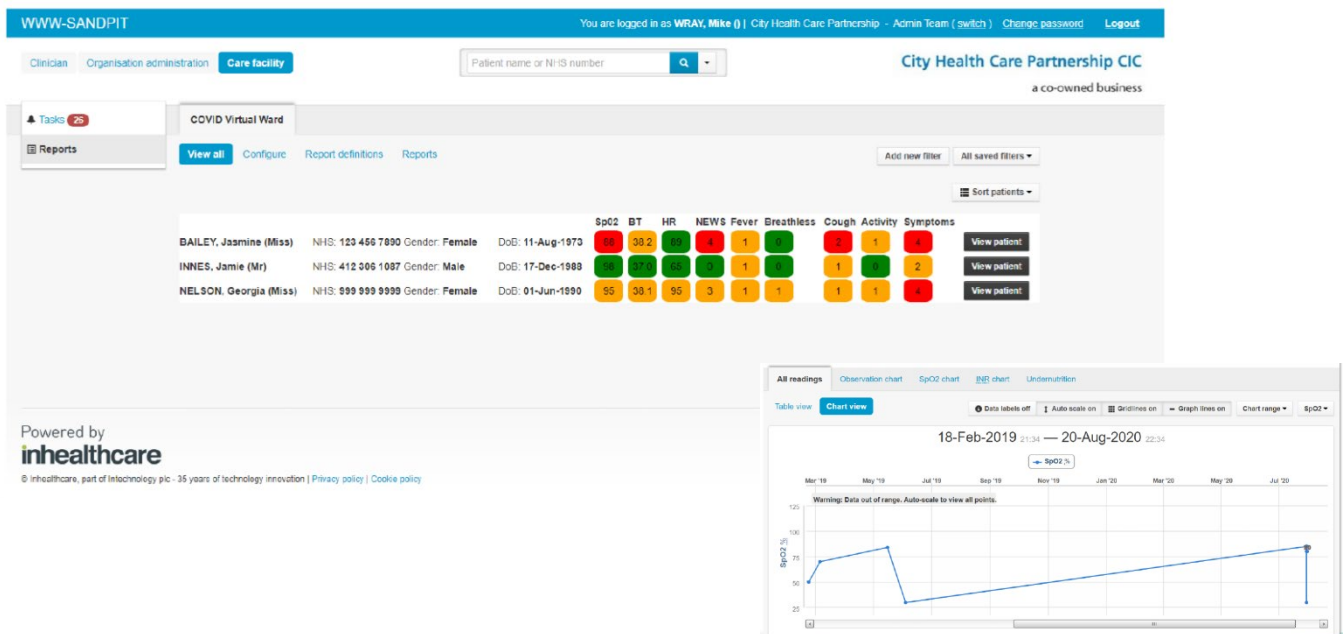 WWW-SANDPIT
You are logged in as WRAY, Mike () | City Health Care Partnership - Admin Team ( switch ) Change password Logout
Clinician Organisation administration Care facility
Patient name or NHS number
City Health Care Partnership CIC
a co-owned business
Tasks 25
COVID Virtual Ward
Reports
View all Configure Report definitions Reports
Add new filter All saved filters
Sort patients
Sp02 BT HR NEWS Fever Breathless Cough Activity Symptoms
BAILEY, Jasmine (Miss) NHS: 123 456 7890 Gender: Female DoB: 11-Aug-1973 38.2 89 4 1 0 2 1 4 View patient
INNES, Jamie (Mr) NHS: 412 306 1087 Gender: Male DoB: 17-Dec-1988 37.0 65 0 1 0 1 0 2 View patient
NELSON, Georgia (Miss) NHS: 999 999 9999 Gender: Female DoB: 01-Jun-1990 95 38.1 95 3 1 1 1 1 4 View patient
Powered by
inhealthcare
© Inhealthcare, part of Intechnology plc - 35 years of technology innovation | Privacy policy | Cookie policy
All readings Observation chart SpO2 chart INR chart Undernutrition
Table view Chart view
Data labels off Auto scale on Gridlines on Graph lines on Chart range SpO2
18-Feb-2019 21:34 — 20-Aug-2020 22:34
SpO2 %
Mar '19 May '19 Jul '19 Sep '19 Nov '19 Jan '20 Mar '20 May '20 Jul '20
Warning: Data out of range. Auto-scale to view all points.
125
100
75
50
25
SpO2 %